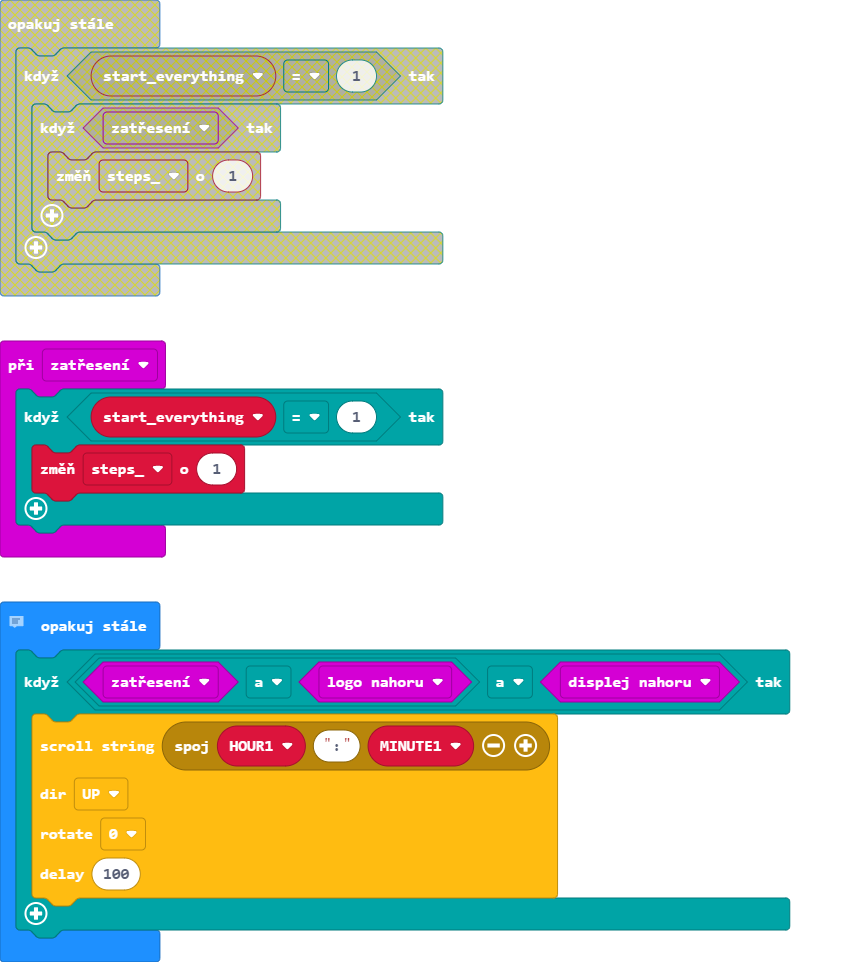 opakuj stále
když start_everything = 1 tak
když zatřesení tak
změň steps_ o 1
při zatřesení
když start_everything = 1 tak
změň steps_ o 1
opakuj stále
když zatřesení a logo nahoru a displej nahoru tak
scroll string spoj HOUR1 ":" MINUTE1
dir UP
rotate 0
delay 100